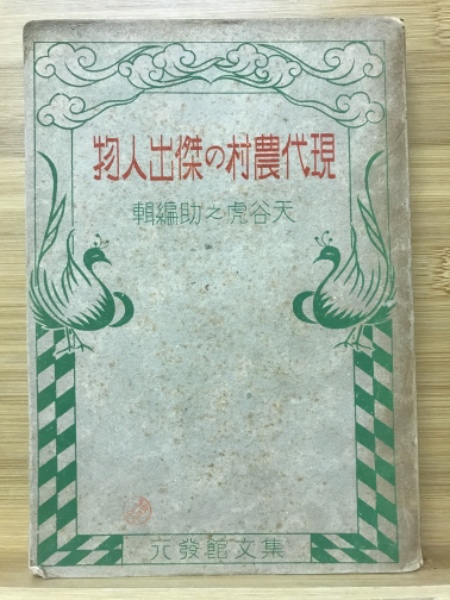 現代農村の傑出人物
天谷虎之助編輯
集文館發兌